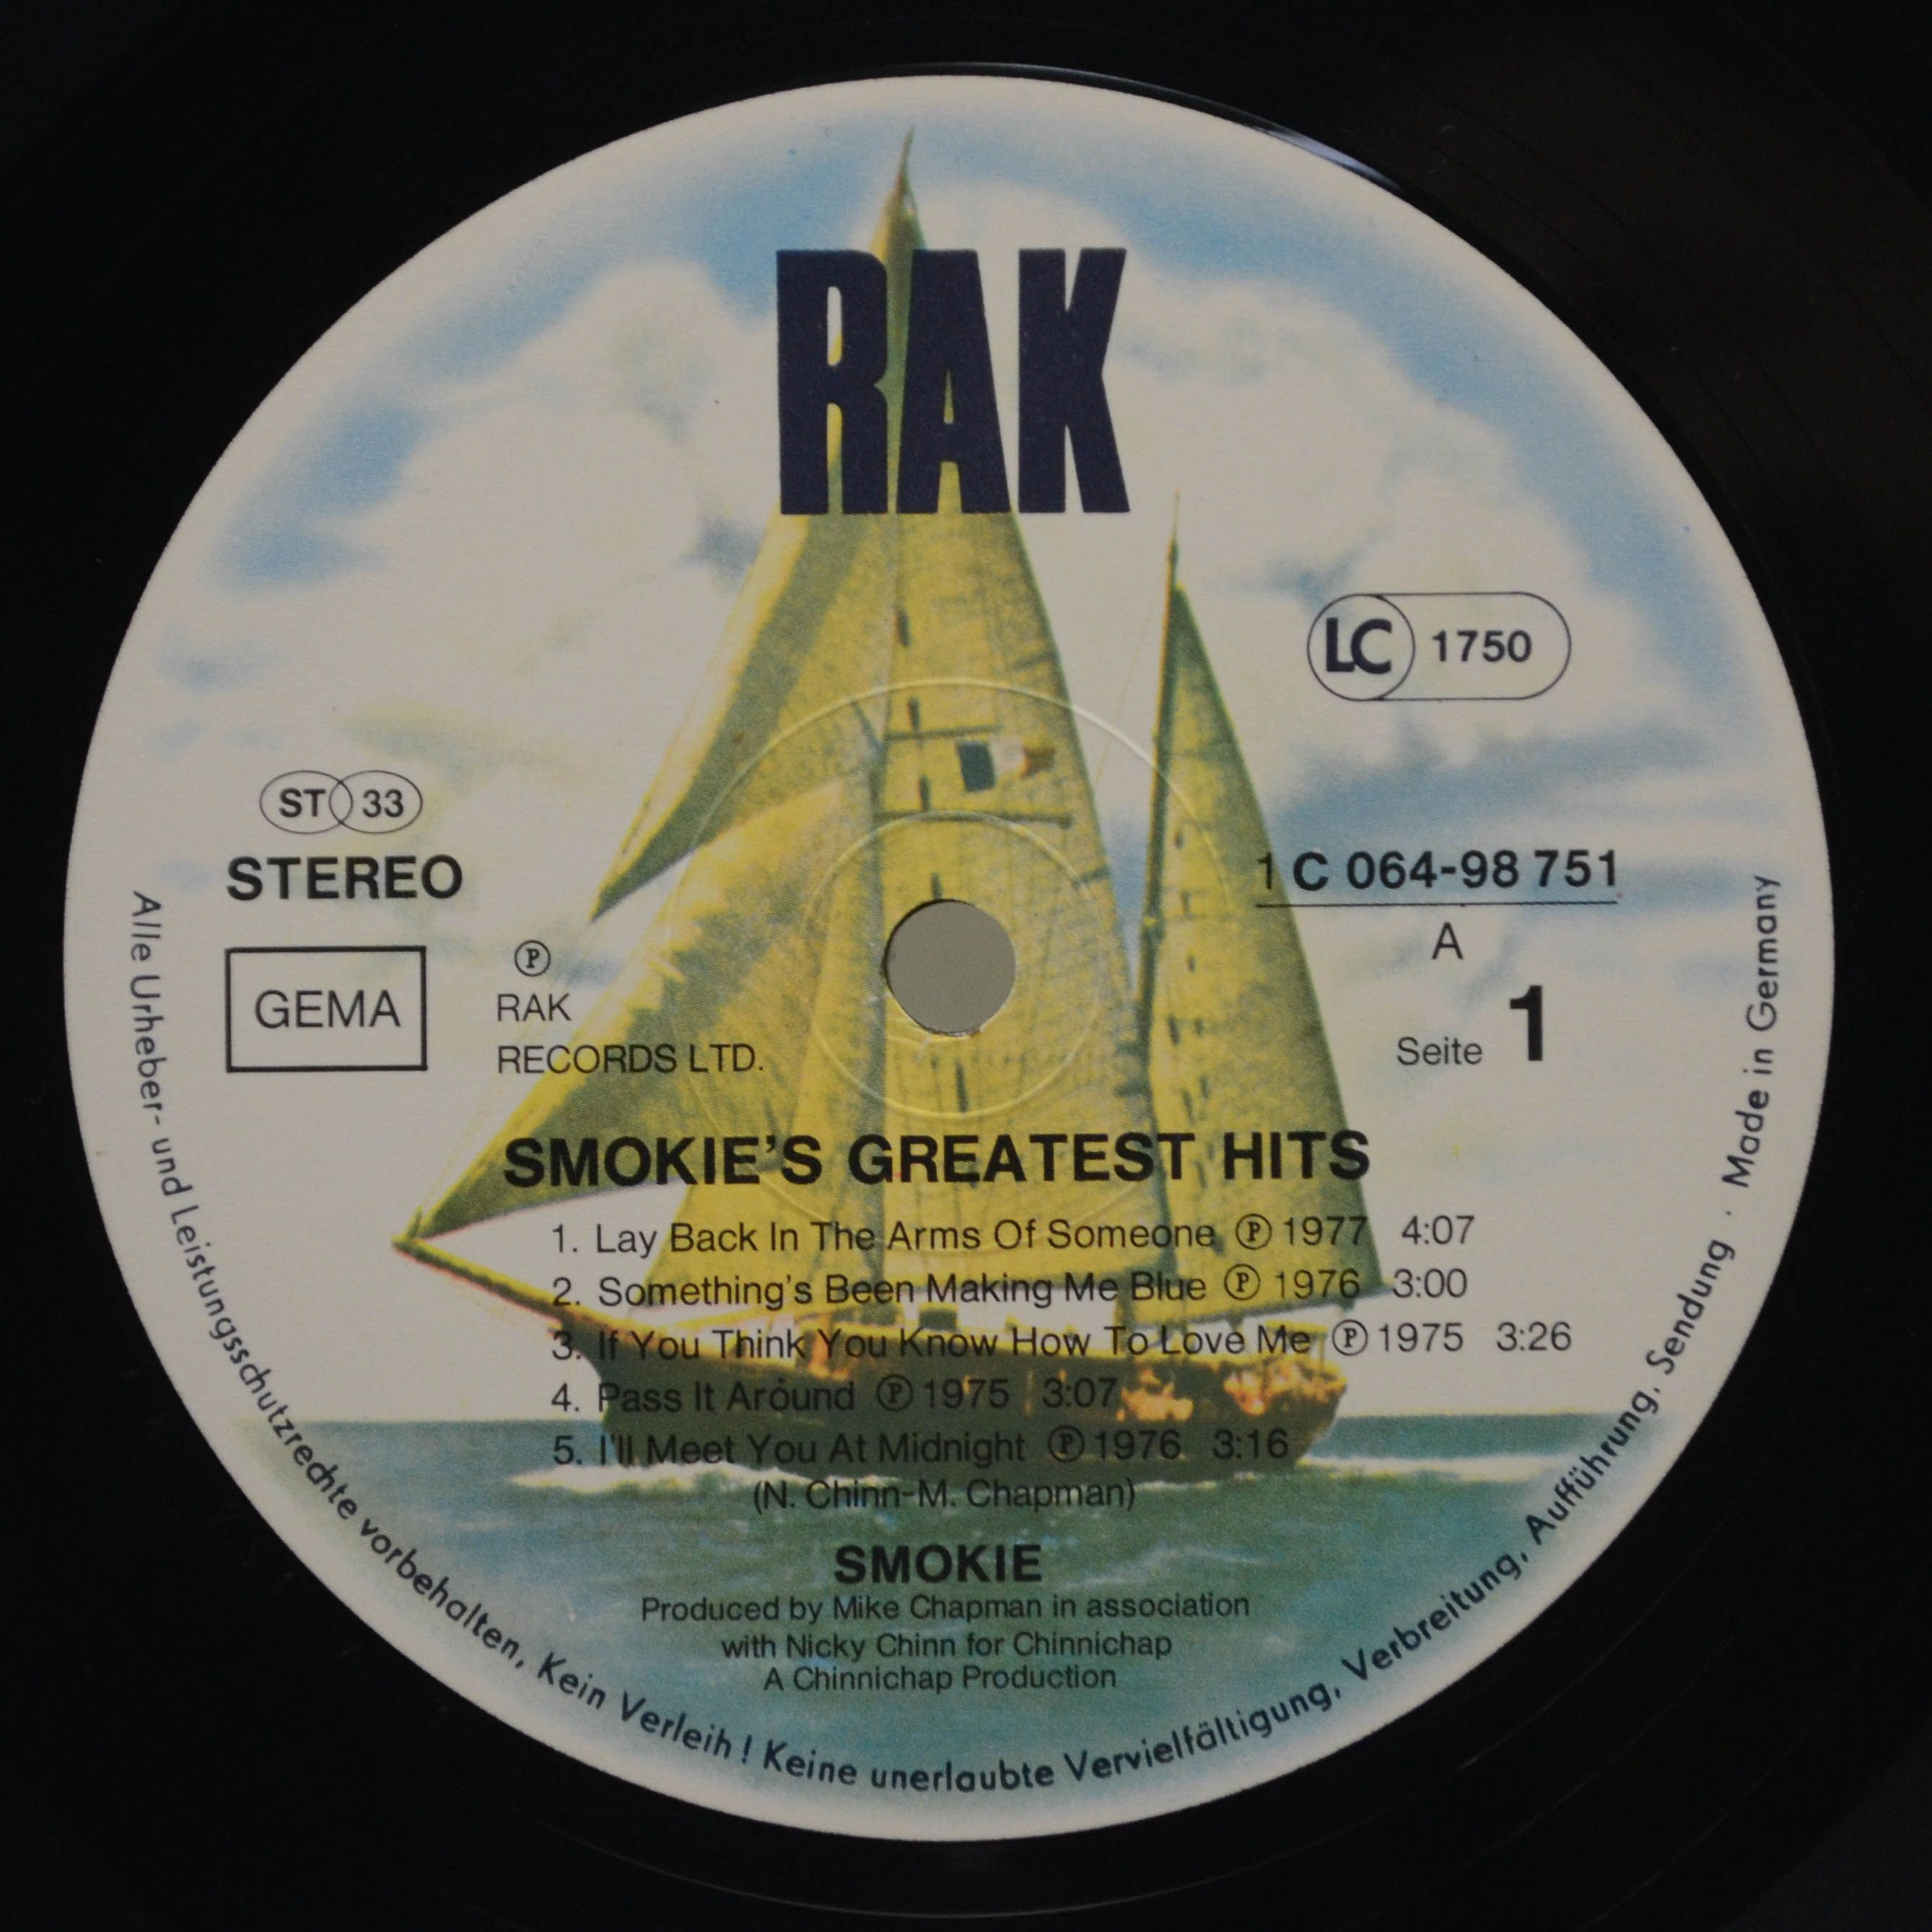 RAK
LC 1750
ST 33
STEREO
GEMA
℗
RAK
RECORDS LTD.
1 C 064-98 751
A
Seite 1
SMOKIE'S GREATEST HITS
1. Lay Back In The Arms Of Someone ℗ 1977 4:07
2. Something's Been Making Me Blue ℗ 1976 3:00
3. If You Think You Know How To Love Me ℗ 1975 3:26
4. Pass It Around ℗ 1975 3:07
5. I'll Meet You At Midnight ℗ 1976 3:16
(N. Chinn-M. Chapman)
SMOKIE
Produced by Mike Chapman in association
with Nicky Chinn for Chinnichap
A Chinnichap Production
Alle Urheber- und Leistungsschutzrechte vorbehalten, Kein Verleih! Keine unerlaubte Vervielfältigung, Verbreitung, Aufführung, Sendung · Made in Germany